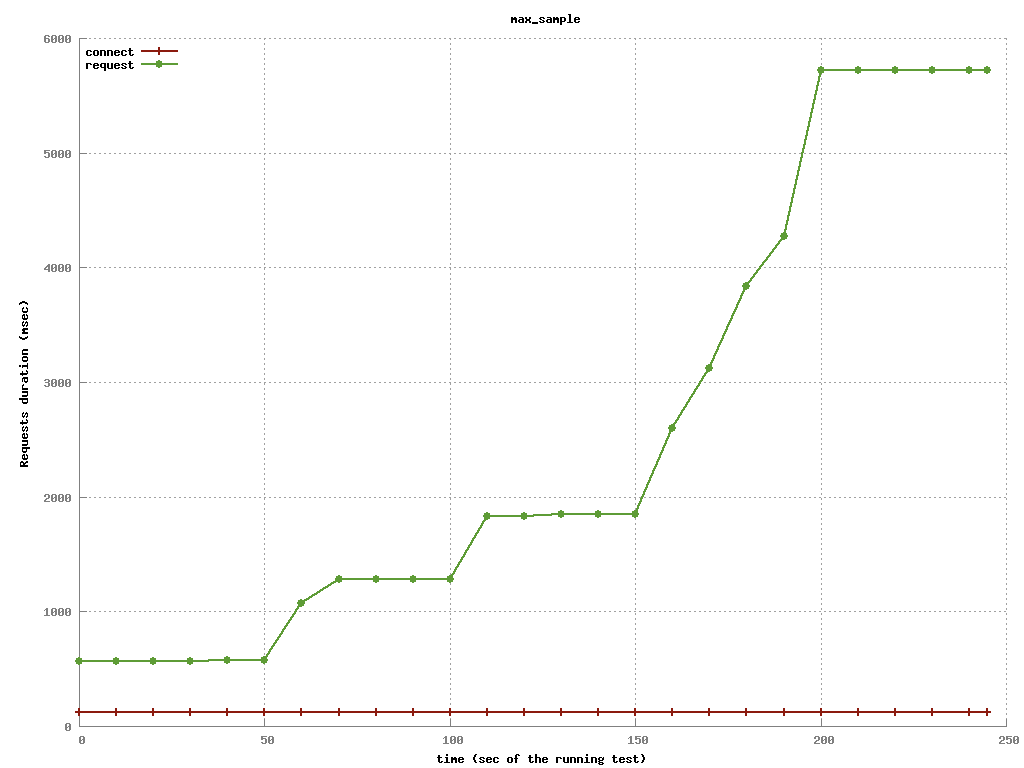 max_sample
6000
connect
request
5000
4000
3000
Requests duration (msec)
2000
1000
0
0 50 100 150 200 250
time (sec of the running test)